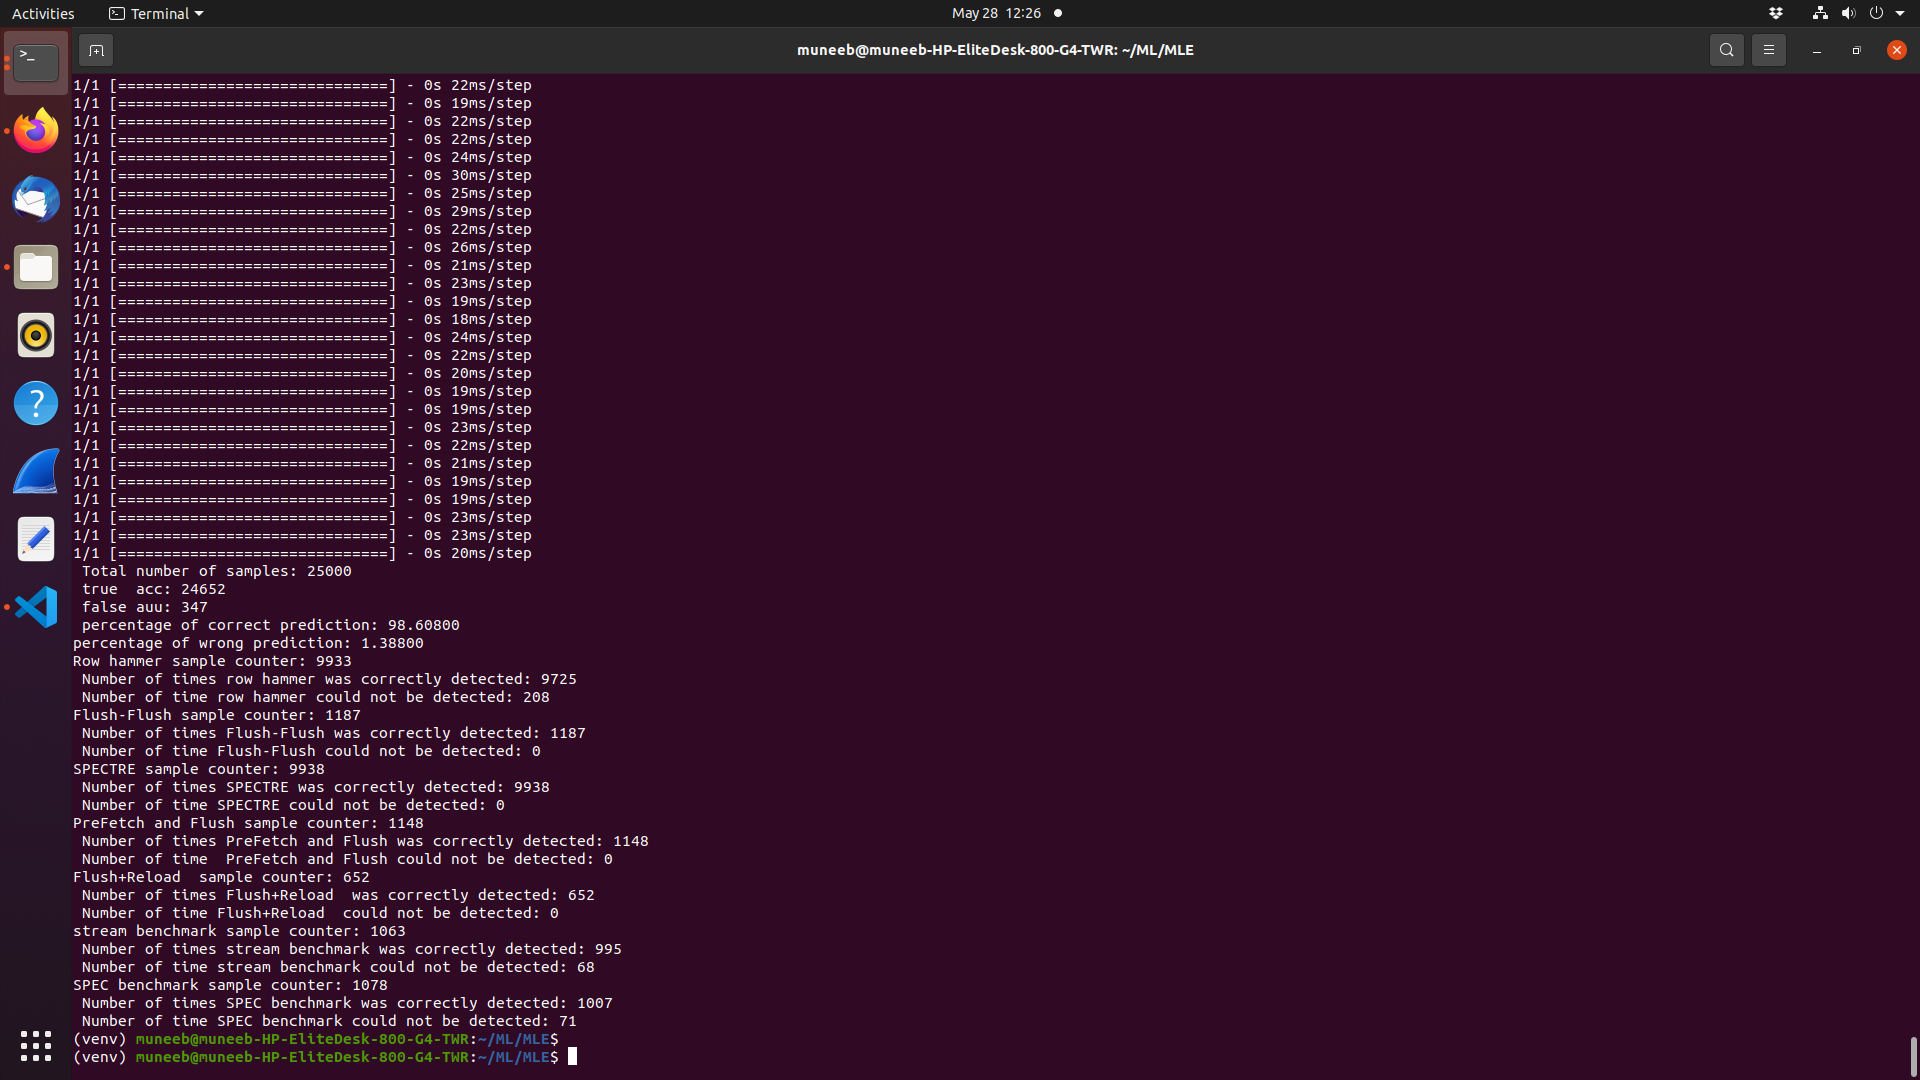 Activities
Terminal
May 28 12:26
muneeb@muneeb-HP-EliteDesk-800-G4-TWR: ~/ML/MLE
1/1 [==============================] - 0s 22ms/step
1/1 [==============================] - 0s 19ms/step
1/1 [==============================] - 0s 22ms/step
1/1 [==============================] - 0s 22ms/step
1/1 [==============================] - 0s 24ms/step
1/1 [==============================] - 0s 30ms/step
1/1 [==============================] - 0s 25ms/step
1/1 [==============================] - 0s 29ms/step
1/1 [==============================] - 0s 22ms/step
1/1 [==============================] - 0s 26ms/step
1/1 [==============================] - 0s 21ms/step
1/1 [==============================] - 0s 23ms/step
1/1 [==============================] - 0s 19ms/step
1/1 [==============================] - 0s 18ms/step
1/1 [==============================] - 0s 24ms/step
1/1 [==============================] - 0s 22ms/step
1/1 [==============================] - 0s 20ms/step
1/1 [==============================] - 0s 19ms/step
1/1 [==============================] - 0s 19ms/step
1/1 [==============================] - 0s 23ms/step
1/1 [==============================] - 0s 22ms/step
1/1 [==============================] - 0s 21ms/step
1/1 [==============================] - 0s 19ms/step
1/1 [==============================] - 0s 19ms/step
1/1 [==============================] - 0s 23ms/step
1/1 [==============================] - 0s 23ms/step
1/1 [==============================] - 0s 20ms/step
 Total number of samples: 25000
 true  acc: 24652
 false auu: 347
 percentage of correct prediction: 98.60800
percentage of wrong prediction: 1.38800
Row hammer sample counter: 9933
 Number of times row hammer was correctly detected: 9725
 Number of time row hammer could not be detected: 208
Flush-Flush sample counter: 1187
 Number of times Flush-Flush was correctly detected: 1187
 Number of time Flush-Flush could not be detected: 0
SPECTRE sample counter: 9938
 Number of times SPECTRE was correctly detected: 9938
 Number of time SPECTRE could not be detected: 0
PreFetch and Flush sample counter: 1148
 Number of times PreFetch and Flush was correctly detected: 1148
 Number of time  PreFetch and Flush could not be detected: 0
Flush+Reload  sample counter: 652
 Number of times Flush+Reload  was correctly detected: 652
 Number of time Flush+Reload  could not be detected: 0
stream benchmark sample counter: 1063
 Number of times stream benchmark was correctly detected: 995
 Number of time stream benchmark could not be detected: 68
SPEC benchmark sample counter: 1078
 Number of times SPEC benchmark was correctly detected: 1007
 Number of time SPEC benchmark could not be detected: 71
(venv) muneeb@muneeb-HP-EliteDesk-800-G4-TWR:~/ML/MLE$
(venv) muneeb@muneeb-HP-EliteDesk-800-G4-TWR:~/ML/MLE$